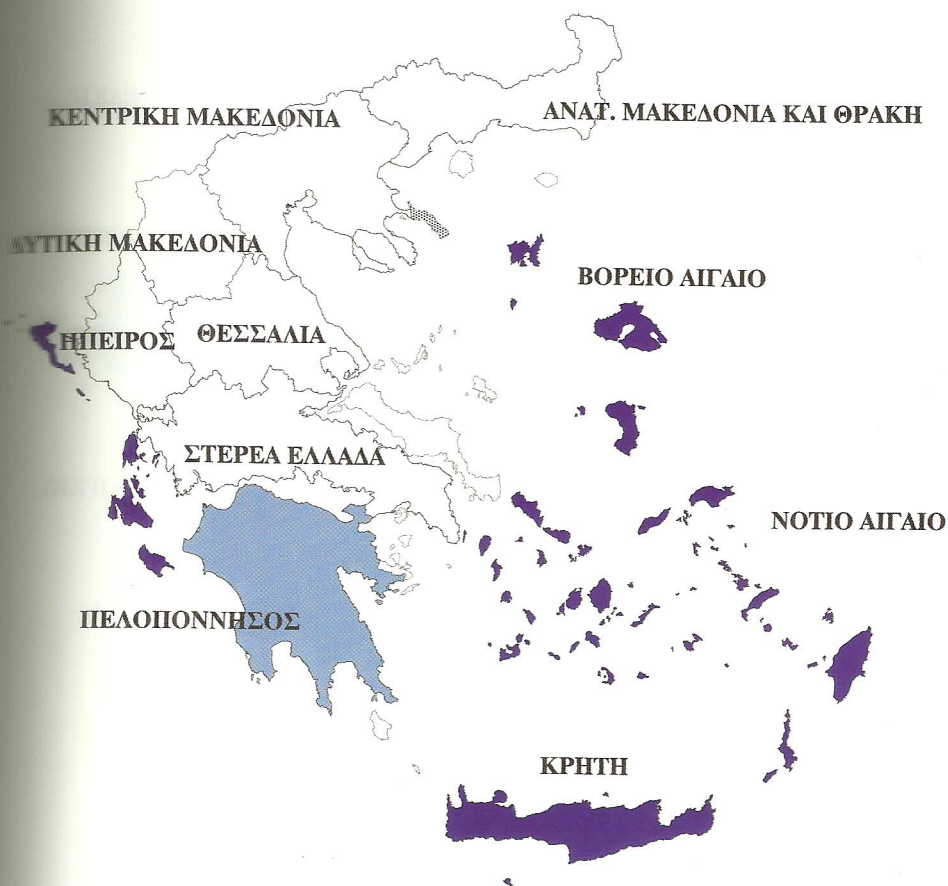 ΚΕΝΤΡΙΚΗ ΜΑΚΕΔΟΝΙΑ
ΑΝΑΤ. ΜΑΚΕΔΟΝΙΑ ΚΑΙ ΘΡΑΚΗ
ΔΥΤΙΚΗ ΜΑΚΕΔΟΝΙΑ
ΒΟΡΕΙΟ ΑΙΓΑΙΟ
ΗΠΕΙΡΟΣ
ΘΕΣΣΑΛΙΑ
ΣΤΕΡΕΑ ΕΛΛΑΔΑ
ΝΟΤΙΟ ΑΙΓΑΙΟ
ΠΕΛΟΠΟΝΝΗΣΟΣ
ΚΡΗΤΗ